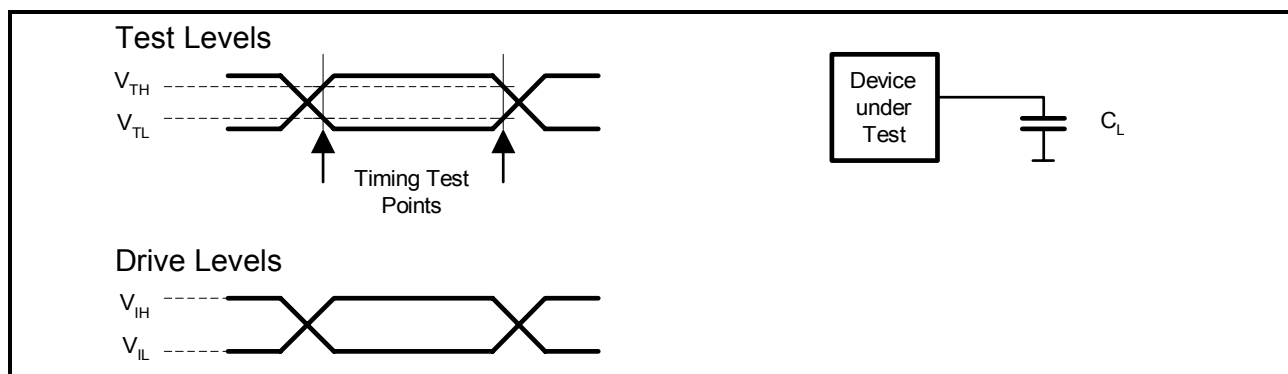 Test Levels
V_TH
V_TL
Timing Test
Points
Device
under
Test
C_L
Drive Levels
V_IH
V_IL